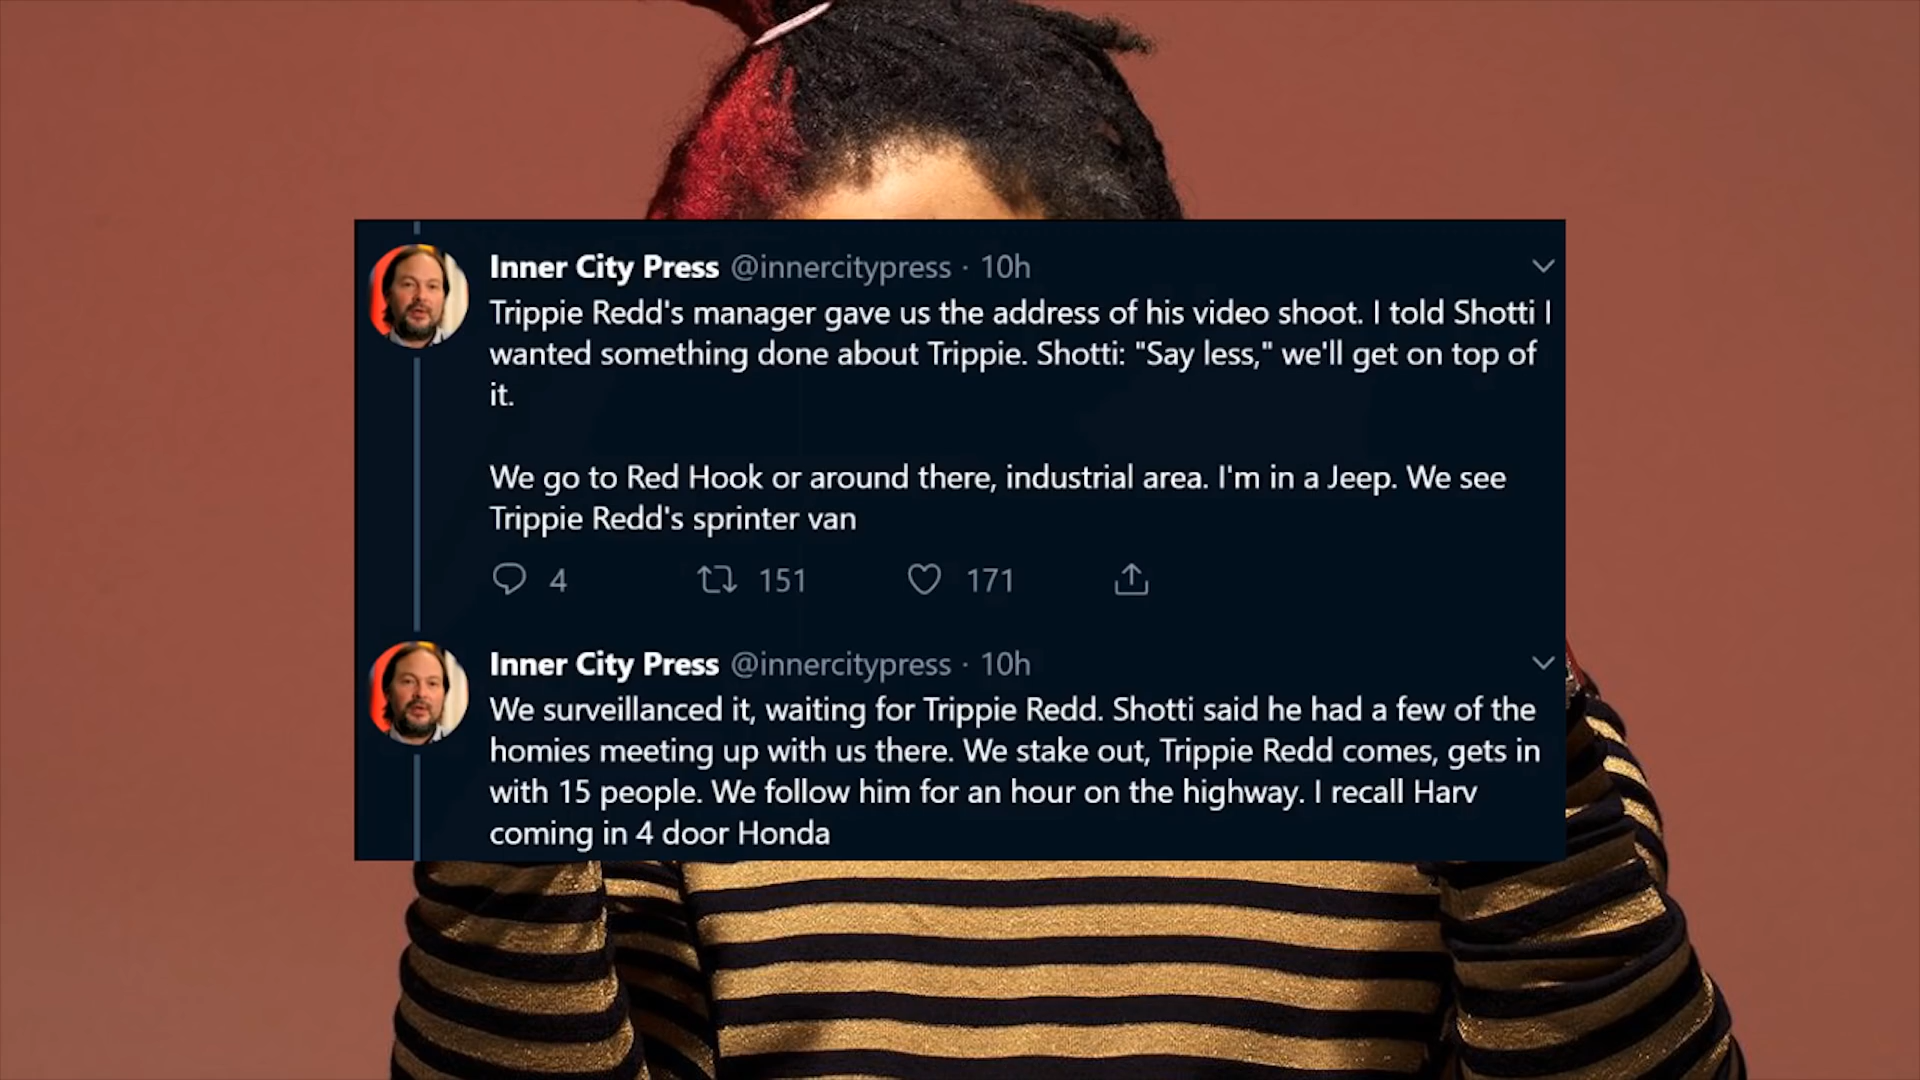 Inner City Press @innercitypress · 10h
Trippie Redd's manager gave us the address of his video shoot. I told Shotti I
wanted something done about Trippie. Shotti: "Say less," we'll get on top of
it.
We go to Red Hook or around there, industrial area. I'm in a Jeep. We see
Trippie Redd's sprinter van
4 151 171
Inner City Press @innercitypress · 10h
We surveillanced it, waiting for Trippie Redd. Shotti said he had a few of the
homies meeting up with us there. We stake out, Trippie Redd comes, gets in
with 15 people. We follow him for an hour on the highway. I recall Harv
coming in 4 door Honda